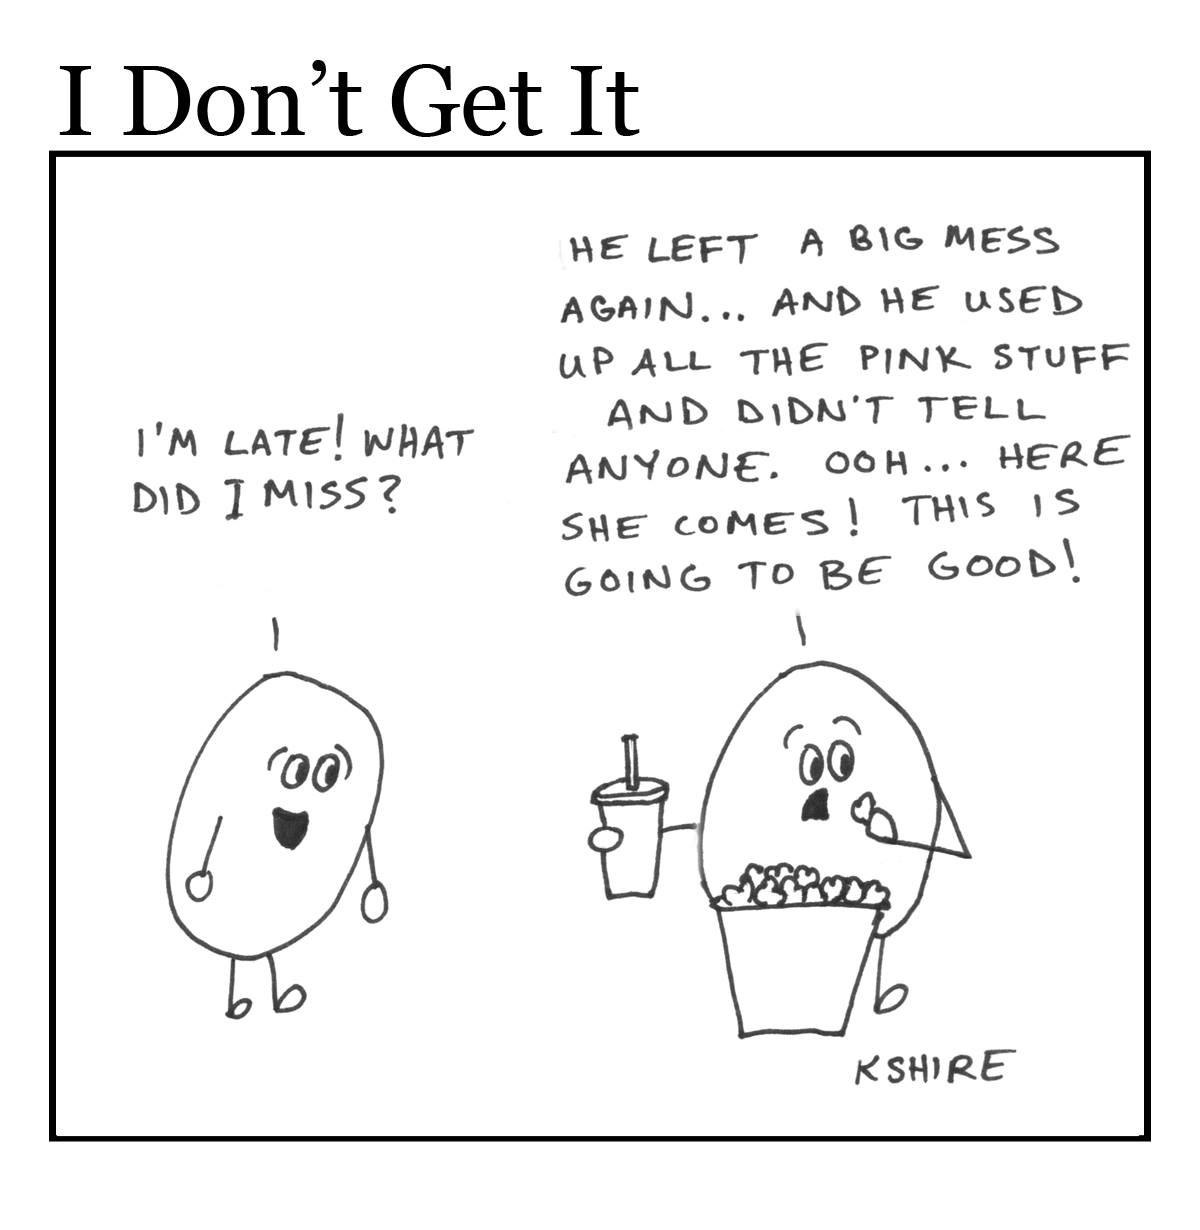 I Don’t Get It
I'M LATE! WHAT
DID I MISS?
HE LEFT A BIG MESS
AGAIN... AND HE USED
UP ALL THE PINK STUFF
AND DIDN'T TELL
ANYONE. OOH... HERE
SHE COMES! THIS IS
GOING TO BE GOOD!
KSHIRE